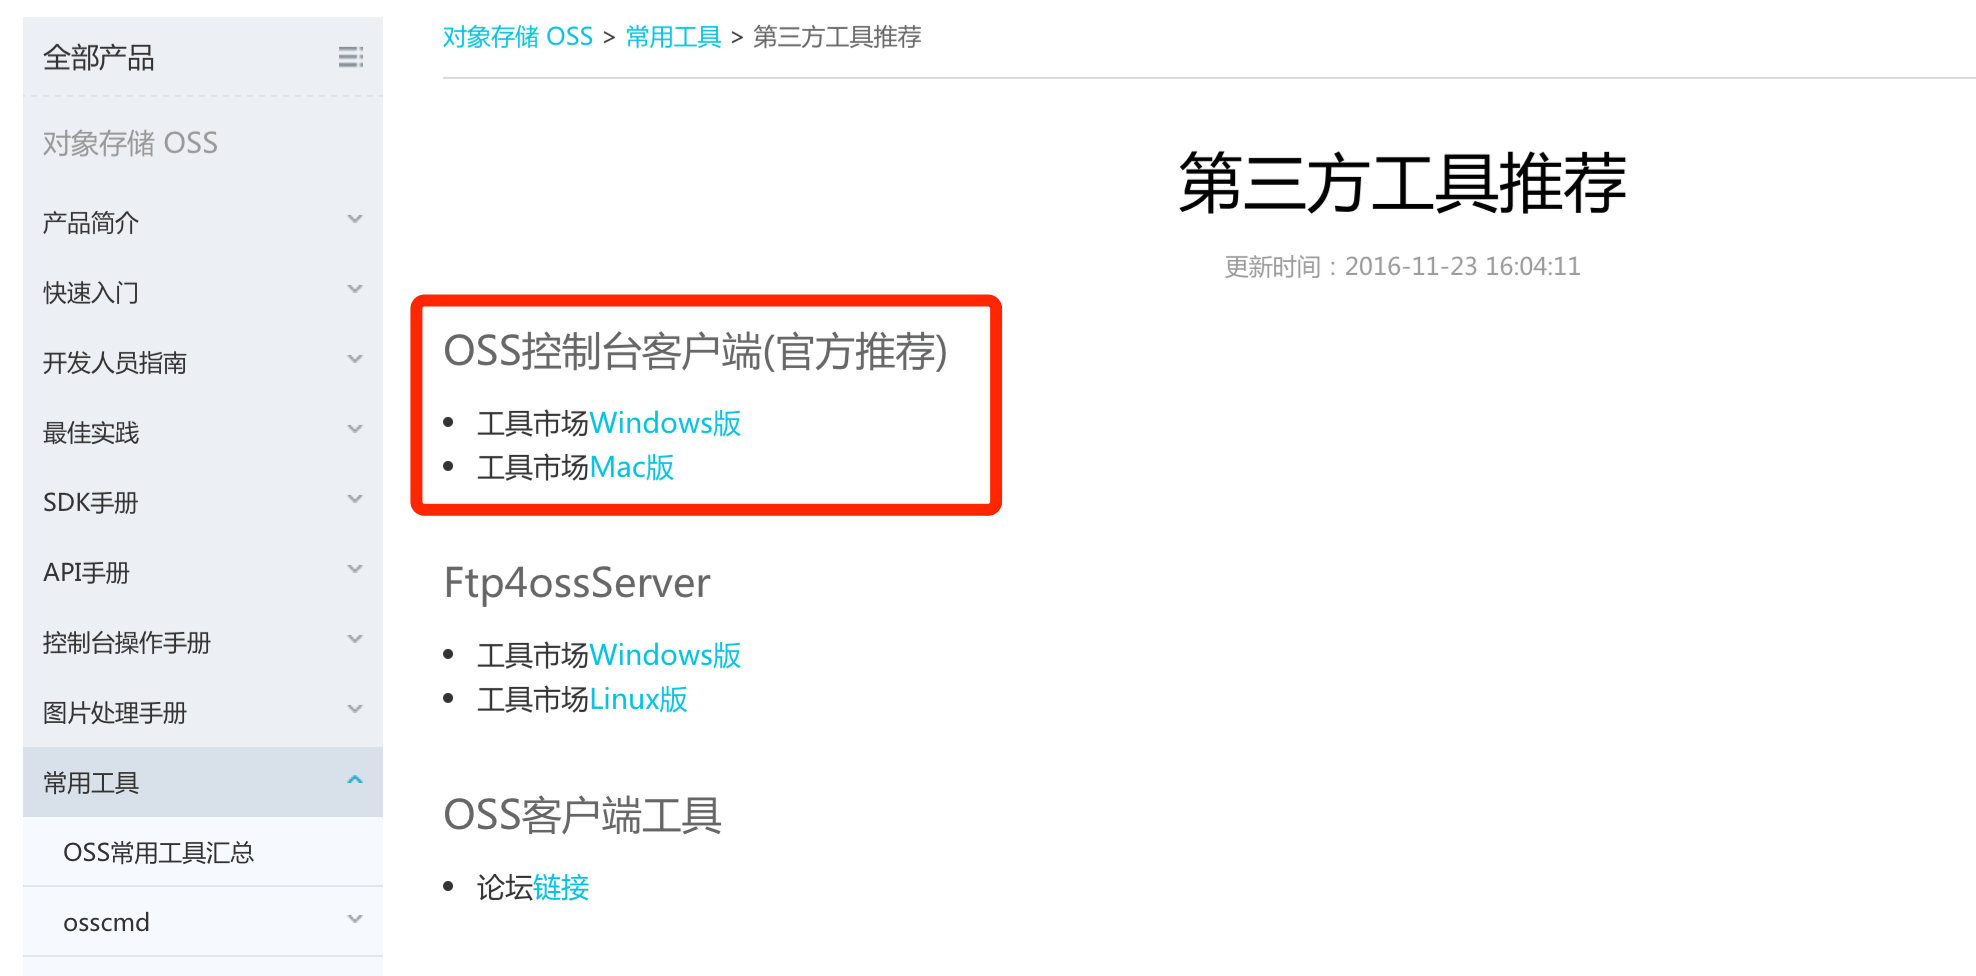 全部产品
对象存储 OSS
产品简介
快速入门
开发人员指南
最佳实践
SDK手册
API手册
控制台操作手册
图片处理手册
常用工具
OSS常用工具汇总
osscmd
对象存储 OSS > 常用工具 > 第三方工具推荐
第三方工具推荐
更新时间：2016-11-23 16:04:11
OSS控制台客户端(官方推荐)
工具市场Windows版
工具市场Mac版
Ftp4ossServer
工具市场Windows版
工具市场Linux版
OSS客户端工具
论坛链接